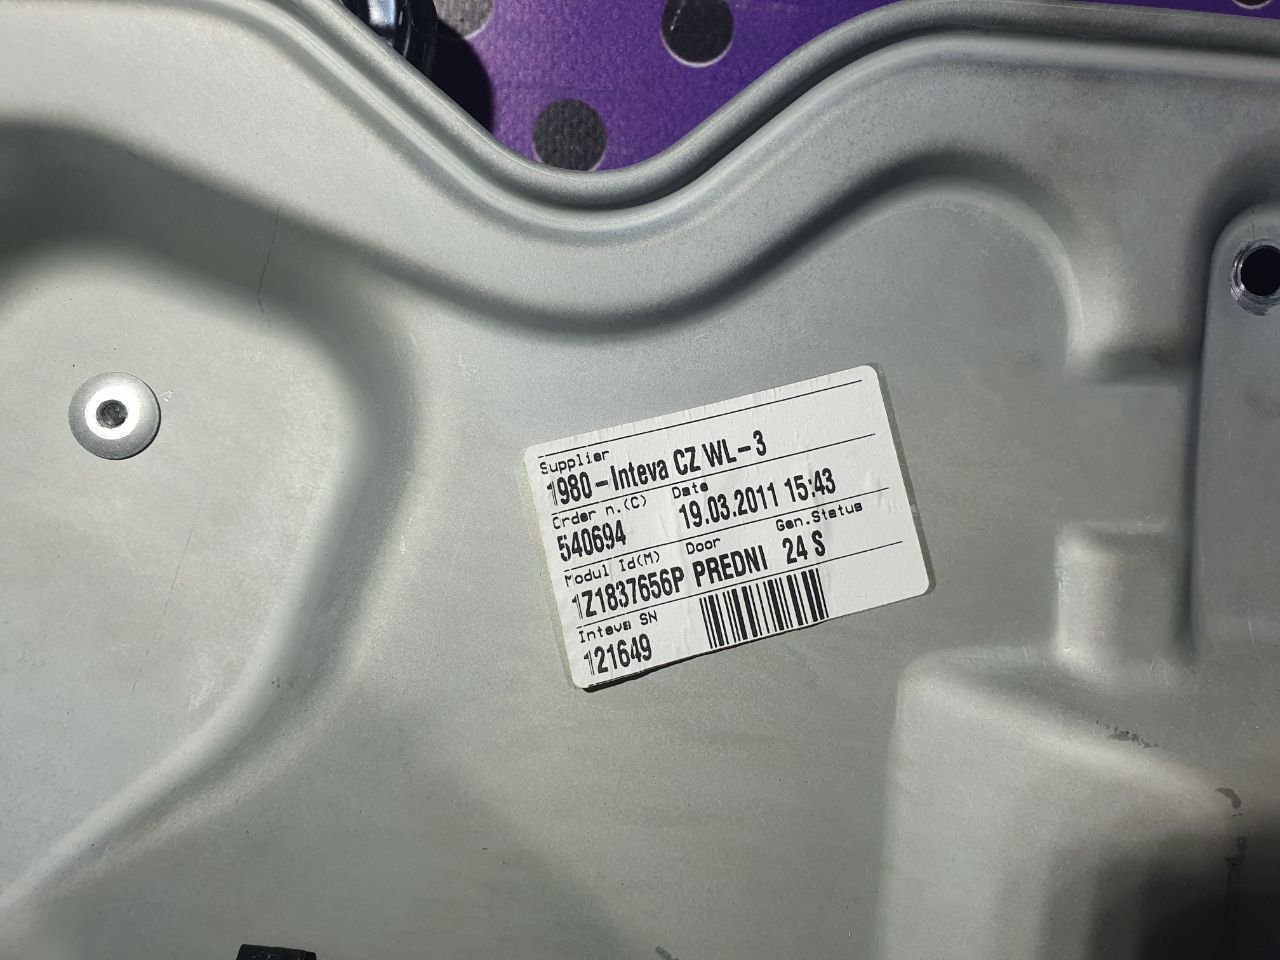 Supplier
1980-Inteva CZ WL-3
Order n.(C) Date
540694 19.03.2011 15:43
Modul Id(M) Door Gen.Status
1Z1837656P PREDNI 24 S
Inteva SN
121649